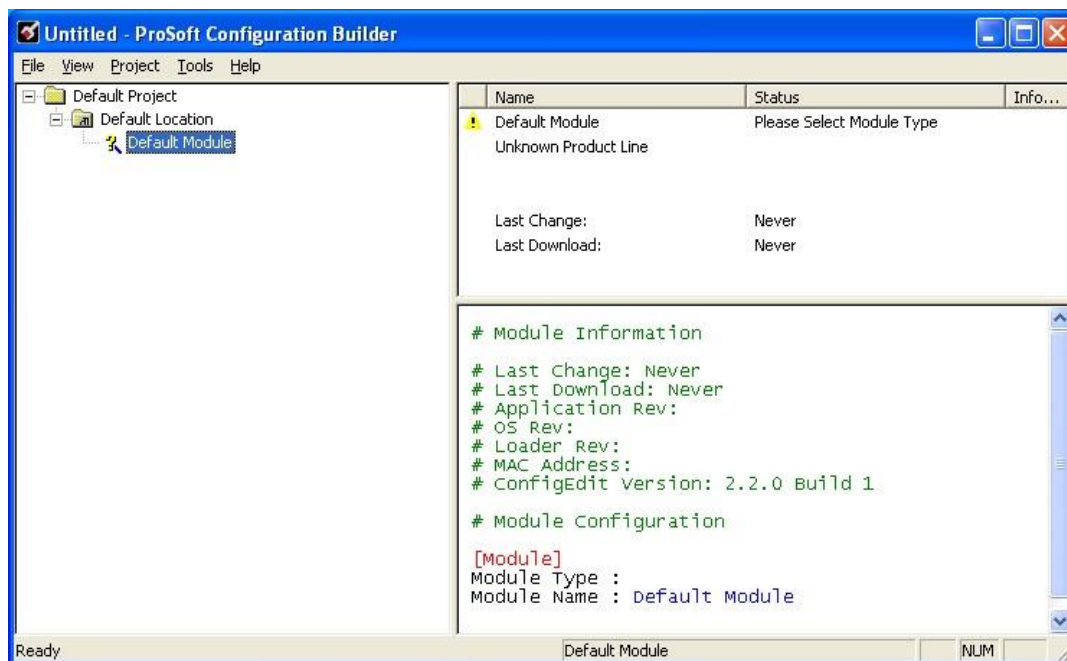 Untitled - ProSoft Configuration Builder
File View Project Tools Help
Default Project
Default Location
Default Module
Name Status Info...
Default Module Please Select Module Type
Unknown Product Line
Last Change: Never
Last Download: Never
# Module Information
# Last Change: Never
# Last Download: Never
# Application Rev:
# OS Rev:
# Loader Rev:
# MAC Address:
# ConfigEdit Version: 2.2.0 Build 1
# Module Configuration
[Module]
Module Type :
Module Name : Default Module
Ready Default Module NUM